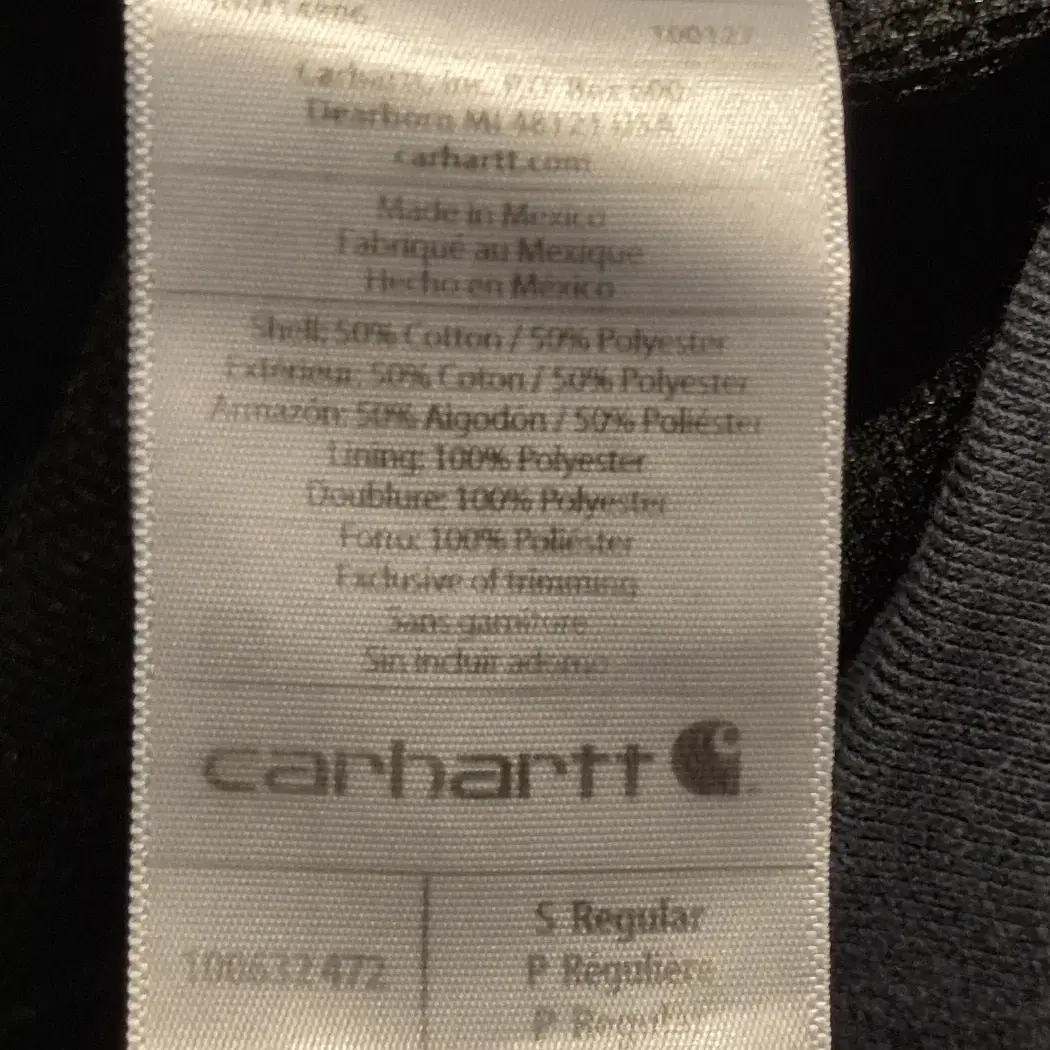 Carhartt, Inc. P.O. Box 600
Dearborn MI 48121 USA
carhartt.com
Made in Mexico
Fabriqué au Mexique
Hecho en México
Shell: 50% Cotton / 50% Polyester
Extérieur: 50% Coton / 50% Polyester
Armazón: 50% Algodón / 50% Poliéster
Lining: 100% Polyester
Doublure: 100% Polyester
Forro: 100% Poliéster
Exclusive of trimming
Sans garniture
Sin incluir adorno
carhartt
100632472
S Regular
P Régulière
P Regular